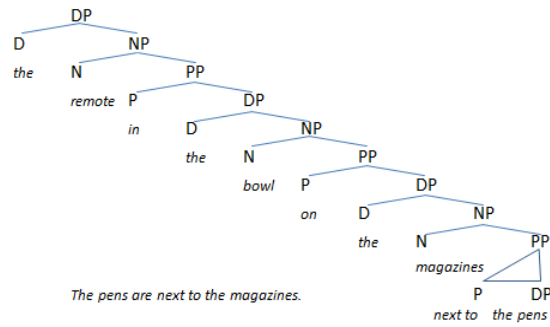 DP
D NP
the N PP
remote P DP
in D NP
the N PP
bowl P DP
on D NP
the N PP
magazines
The pens are next to the magazines. P DP
next to the pens